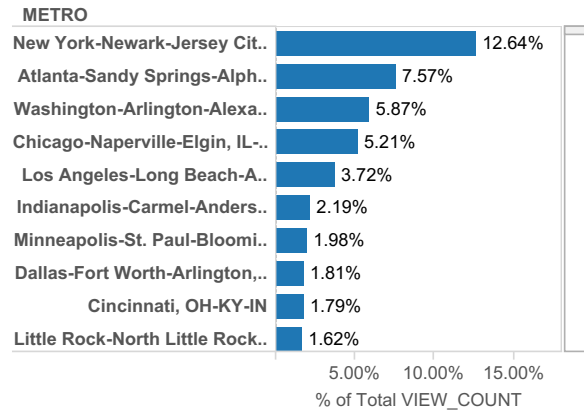 METRO
New York-Newark-Jersey Cit.. 12.64%
Atlanta-Sandy Springs-Alph.. 7.57%
Washington-Arlington-Alexa.. 5.87%
Chicago-Naperville-Elgin, IL-.. 5.21%
Los Angeles-Long Beach-A.. 3.72%
Indianapolis-Carmel-Anders.. 2.19%
Minneapolis-St. Paul-Bloomi.. 1.98%
Dallas-Fort Worth-Arlington,.. 1.81%
Cincinnati, OH-KY-IN 1.79%
Little Rock-North Little Rock.. 1.62%
5.00% 10.00% 15.00%
% of Total VIEW_COUNT